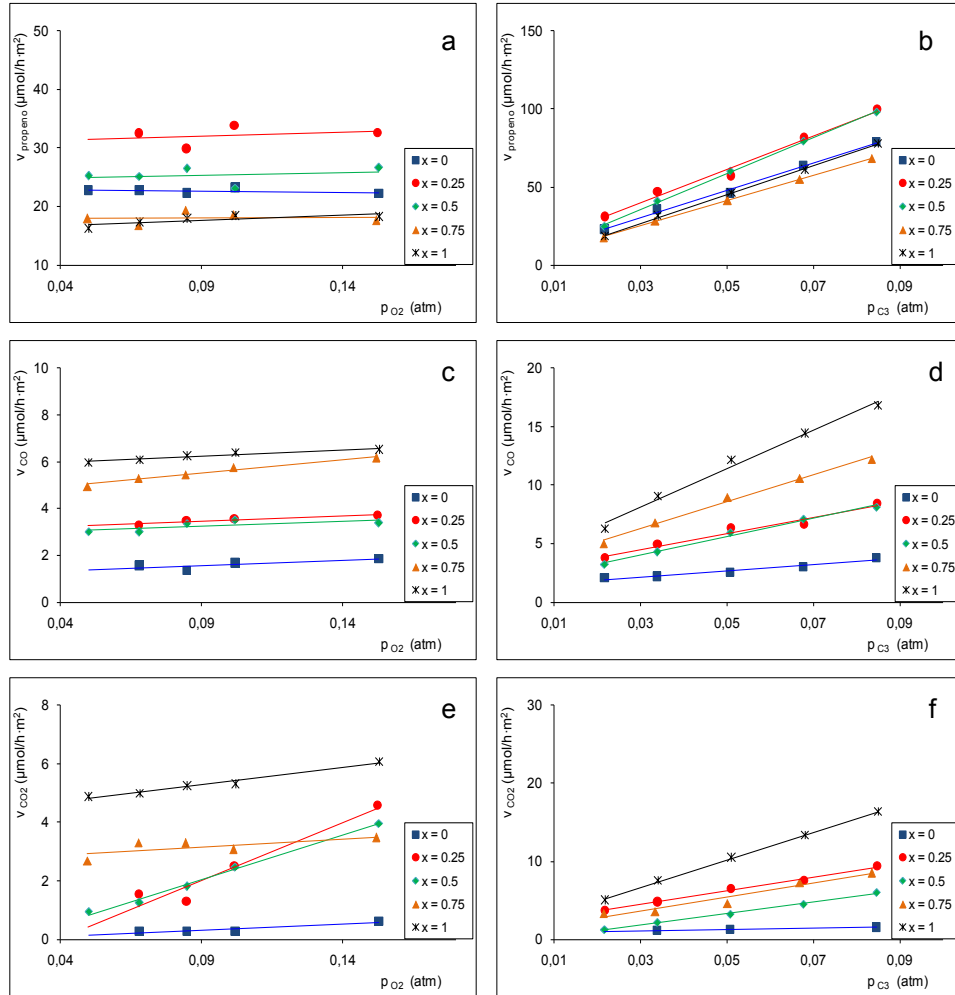 a
v propeno (µmol/h·m²)
50
40
30
20
10
0,04 0,09 0,14
p O2 (atm)
x = 0
x = 0.25
x = 0.5
x = 0.75
x = 1
b
v propeno (µmol/h·m²)
150
100
50
0
0,01 0,03 0,05 0,07 0,09
p C3 (atm)
x = 0
x = 0.25
x = 0.5
x = 0.75
x = 1
c
v CO (µmol/h·m²)
10
8
6
4
2
0
0,04 0,09 0,14
p O2 (atm)
x = 0
x = 0.25
x = 0.5
x = 0.75
x = 1
d
v CO (µmol/h·m²)
20
15
10
5
0
0,01 0,03 0,05 0,07 0,09
p C3 (atm)
x = 0
x = 0.25
x = 0.5
x = 0.75
x = 1
e
v CO2 (µmol/h·m²)
8
6
4
2
0
0,04 0,09 0,14
p O2 (atm)
x = 0
x = 0.25
x = 0.5
x = 0.75
x = 1
f
v CO2 (µmol/h·m²)
30
20
10
0
0,01 0,03 0,05 0,07 0,09
p C3 (atm)
x = 0
x = 0.25
x = 0.5
x = 0.75
x = 1